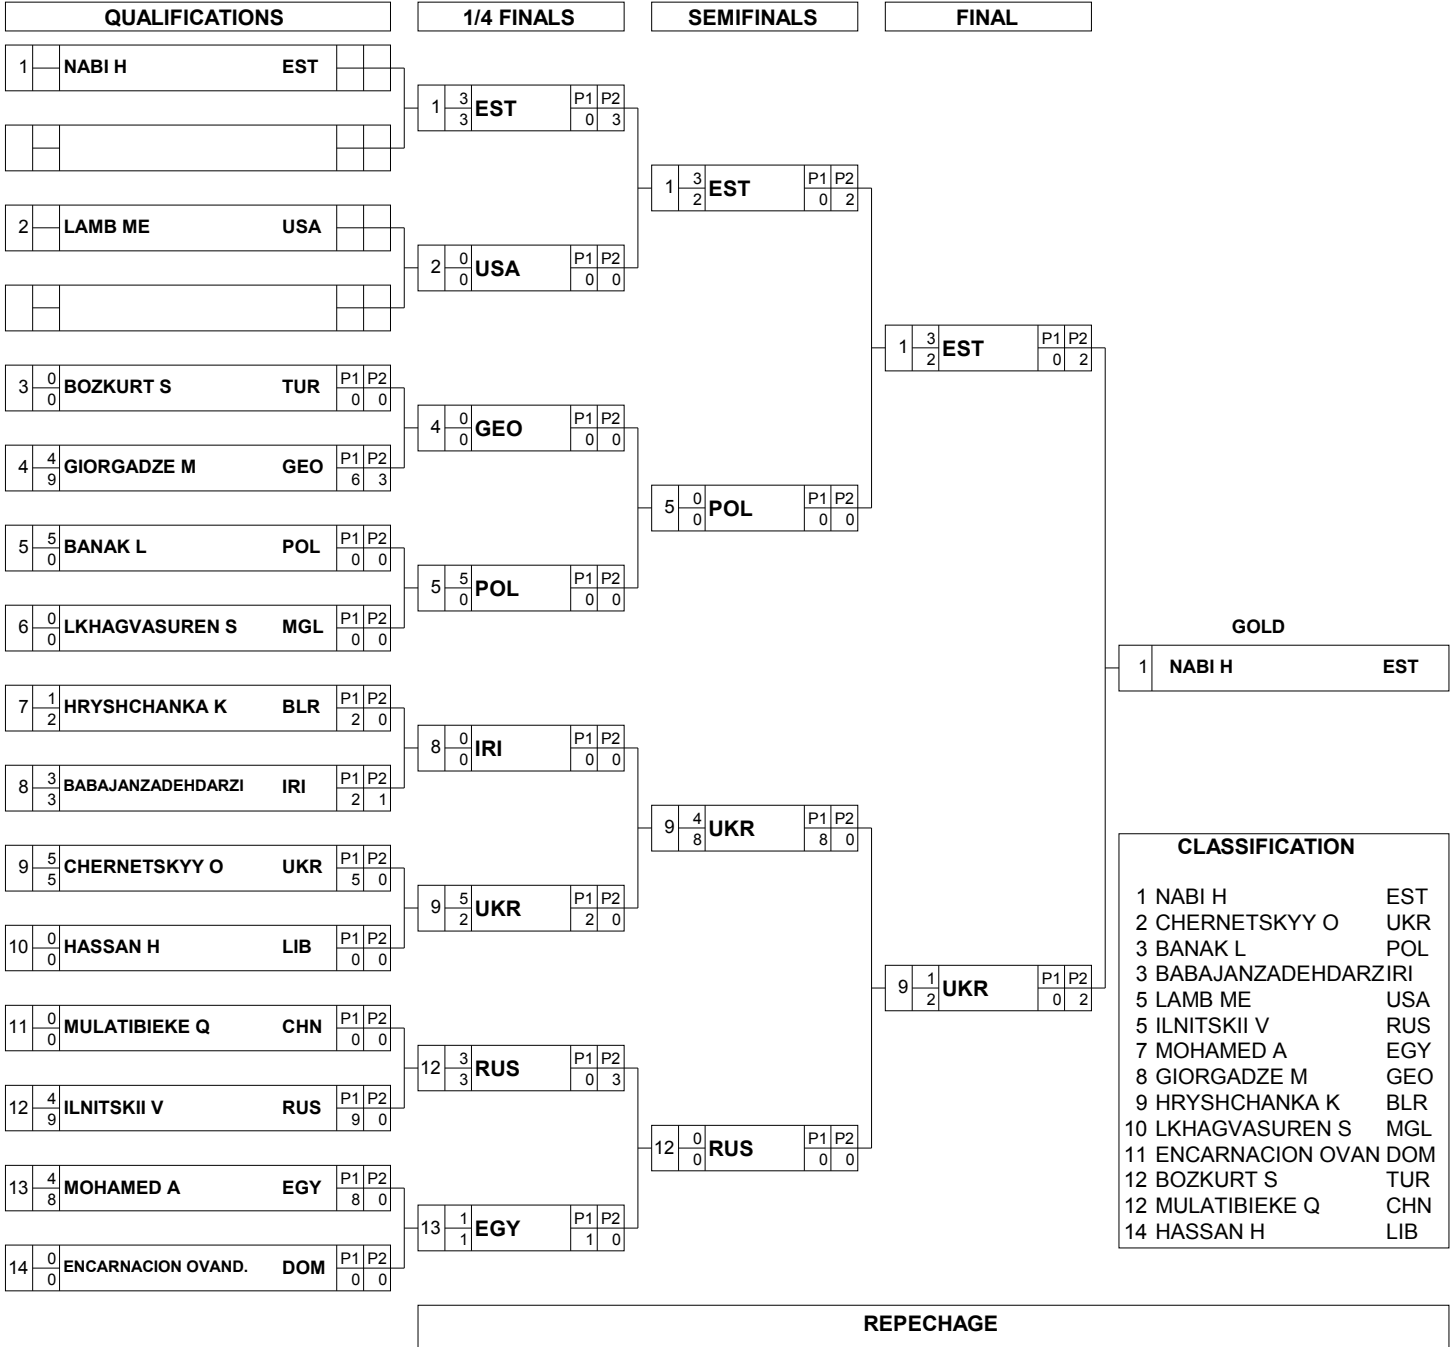 QUALIFICATIONS 1/4 FINALS SEMIFINALS FINAL
1 NABI H EST
2 LAMB ME USA
3 0 BOZKURT S TUR P1 P2
0 0 0
4 4 GIORGADZE M GEO P1 P2
9 6 3
5 5 BANAK L POL P1 P2
0 0 0
6 0 LKHAGVASUREN S MGL P1 P2
0 0 0
7 1 HRYSHCHANKA K BLR P1 P2
2 2 0
8 3 BABAJANZADEHDARZI IRI P1 P2
3 2 1
9 5 CHERNETSKYY O UKR P1 P2
5 5 0
10 0 HASSAN H LIB P1 P2
0 0 0
11 0 MULATIBIEKE Q CHN P1 P2
0 0 0
12 4 ILNITSKII V RUS P1 P2
9 9 0
13 4 MOHAMED A EGY P1 P2
8 8 0
14 0 ENCARNACION OVAND. DOM P1 P2
0 0 0
1 3 EST P1 P2
3 0 3
2 0 USA P1 P2
0 0 0
4 0 GEO P1 P2
0 0 0
5 5 POL P1 P2
0 0 0
8 0 IRI P1 P2
0 0 0
9 5 UKR P1 P2
2 2 0
12 3 RUS P1 P2
3 0 3
13 1 EGY P1 P2
1 1 0
1 3 EST P1 P2
2 0 2
5 0 POL P1 P2
0 0 0
9 4 UKR P1 P2
8 8 0
12 0 RUS P1 P2
0 0 0
1 3 EST P1 P2
2 0 2
9 1 UKR P1 P2
2 0 2
GOLD
1 NABI H EST
CLASSIFICATION
1 NABI H EST
2 CHERNETSKYY O UKR
3 BANAK L POL
3 BABAJANZADEHDARZIRI
5 LAMB ME USA
5 ILNITSKII V RUS
7 MOHAMED A EGY
8 GIORGADZE M GEO
9 HRYSHCHANKA K BLR
10 LKHAGVASUREN S MGL
11 ENCARNACION OVAN DOM
12 BOZKURT S TUR
12 MULATIBIEKE Q CHN
14 HASSAN H LIB
REPECHAGE